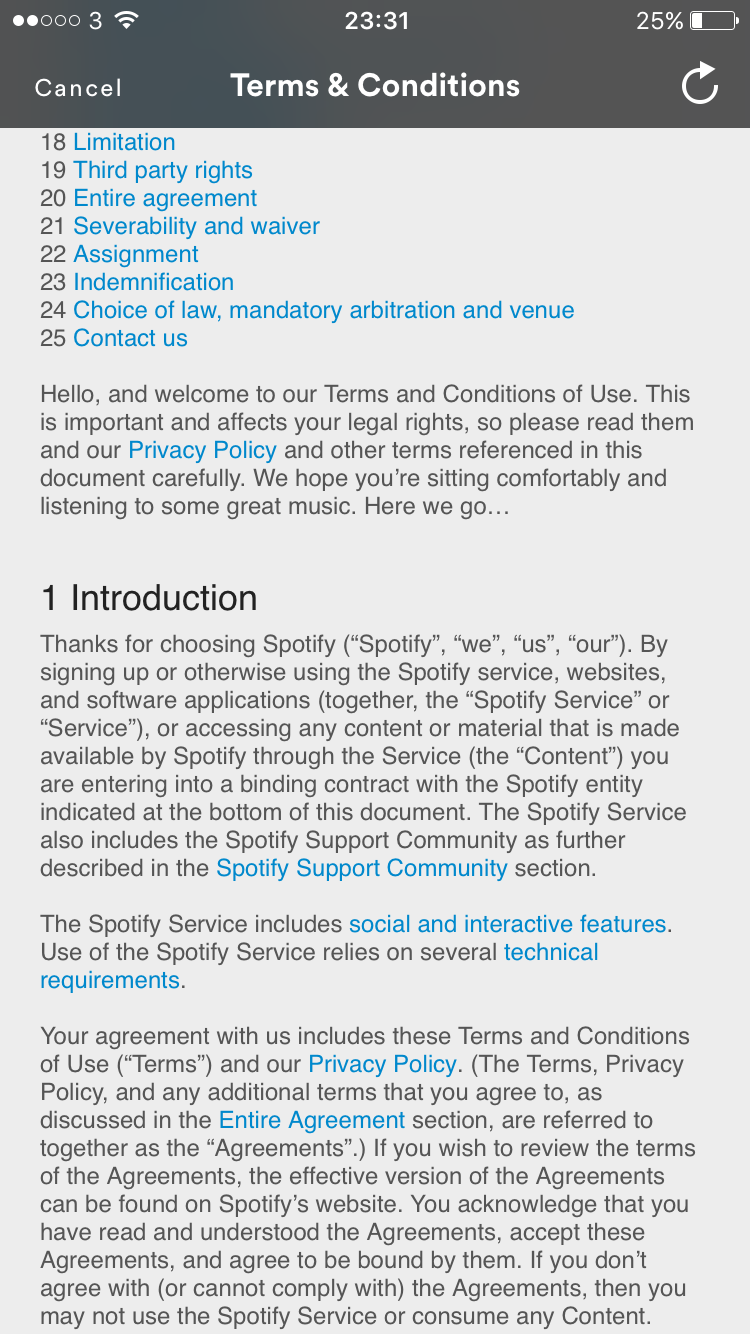 3 23:31 25%
Cancel Terms & Conditions
18 Limitation
19 Third party rights
20 Entire agreement
21 Severability and waiver
22 Assignment
23 Indemnification
24 Choice of law, mandatory arbitration and venue
25 Contact us
Hello, and welcome to our Terms and Conditions of Use. This
is important and affects your legal rights, so please read them
and our Privacy Policy and other terms referenced in this
document carefully. We hope you’re sitting comfortably and
listening to some great music. Here we go…
1 Introduction
Thanks for choosing Spotify (“Spotify”, “we”, “us”, “our”). By
signing up or otherwise using the Spotify service, websites,
and software applications (together, the “Spotify Service” or
“Service”), or accessing any content or material that is made
available by Spotify through the Service (the “Content”) you
are entering into a binding contract with the Spotify entity
indicated at the bottom of this document. The Spotify Service
also includes the Spotify Support Community as further
described in the Spotify Support Community section.
The Spotify Service includes social and interactive features.
Use of the Spotify Service relies on several technical
requirements.
Your agreement with us includes these Terms and Conditions
of Use (“Terms”) and our Privacy Policy. (The Terms, Privacy
Policy, and any additional terms that you agree to, as
discussed in the Entire Agreement section, are referred to
together as the “Agreements”.) If you wish to review the terms
of the Agreements, the effective version of the Agreements
can be found on Spotify’s website. You acknowledge that you
have read and understood the Agreements, accept these
Agreements, and agree to be bound by them. If you don’t
agree with (or cannot comply with) the Agreements, then you
may not use the Spotify Service or consume any Content.